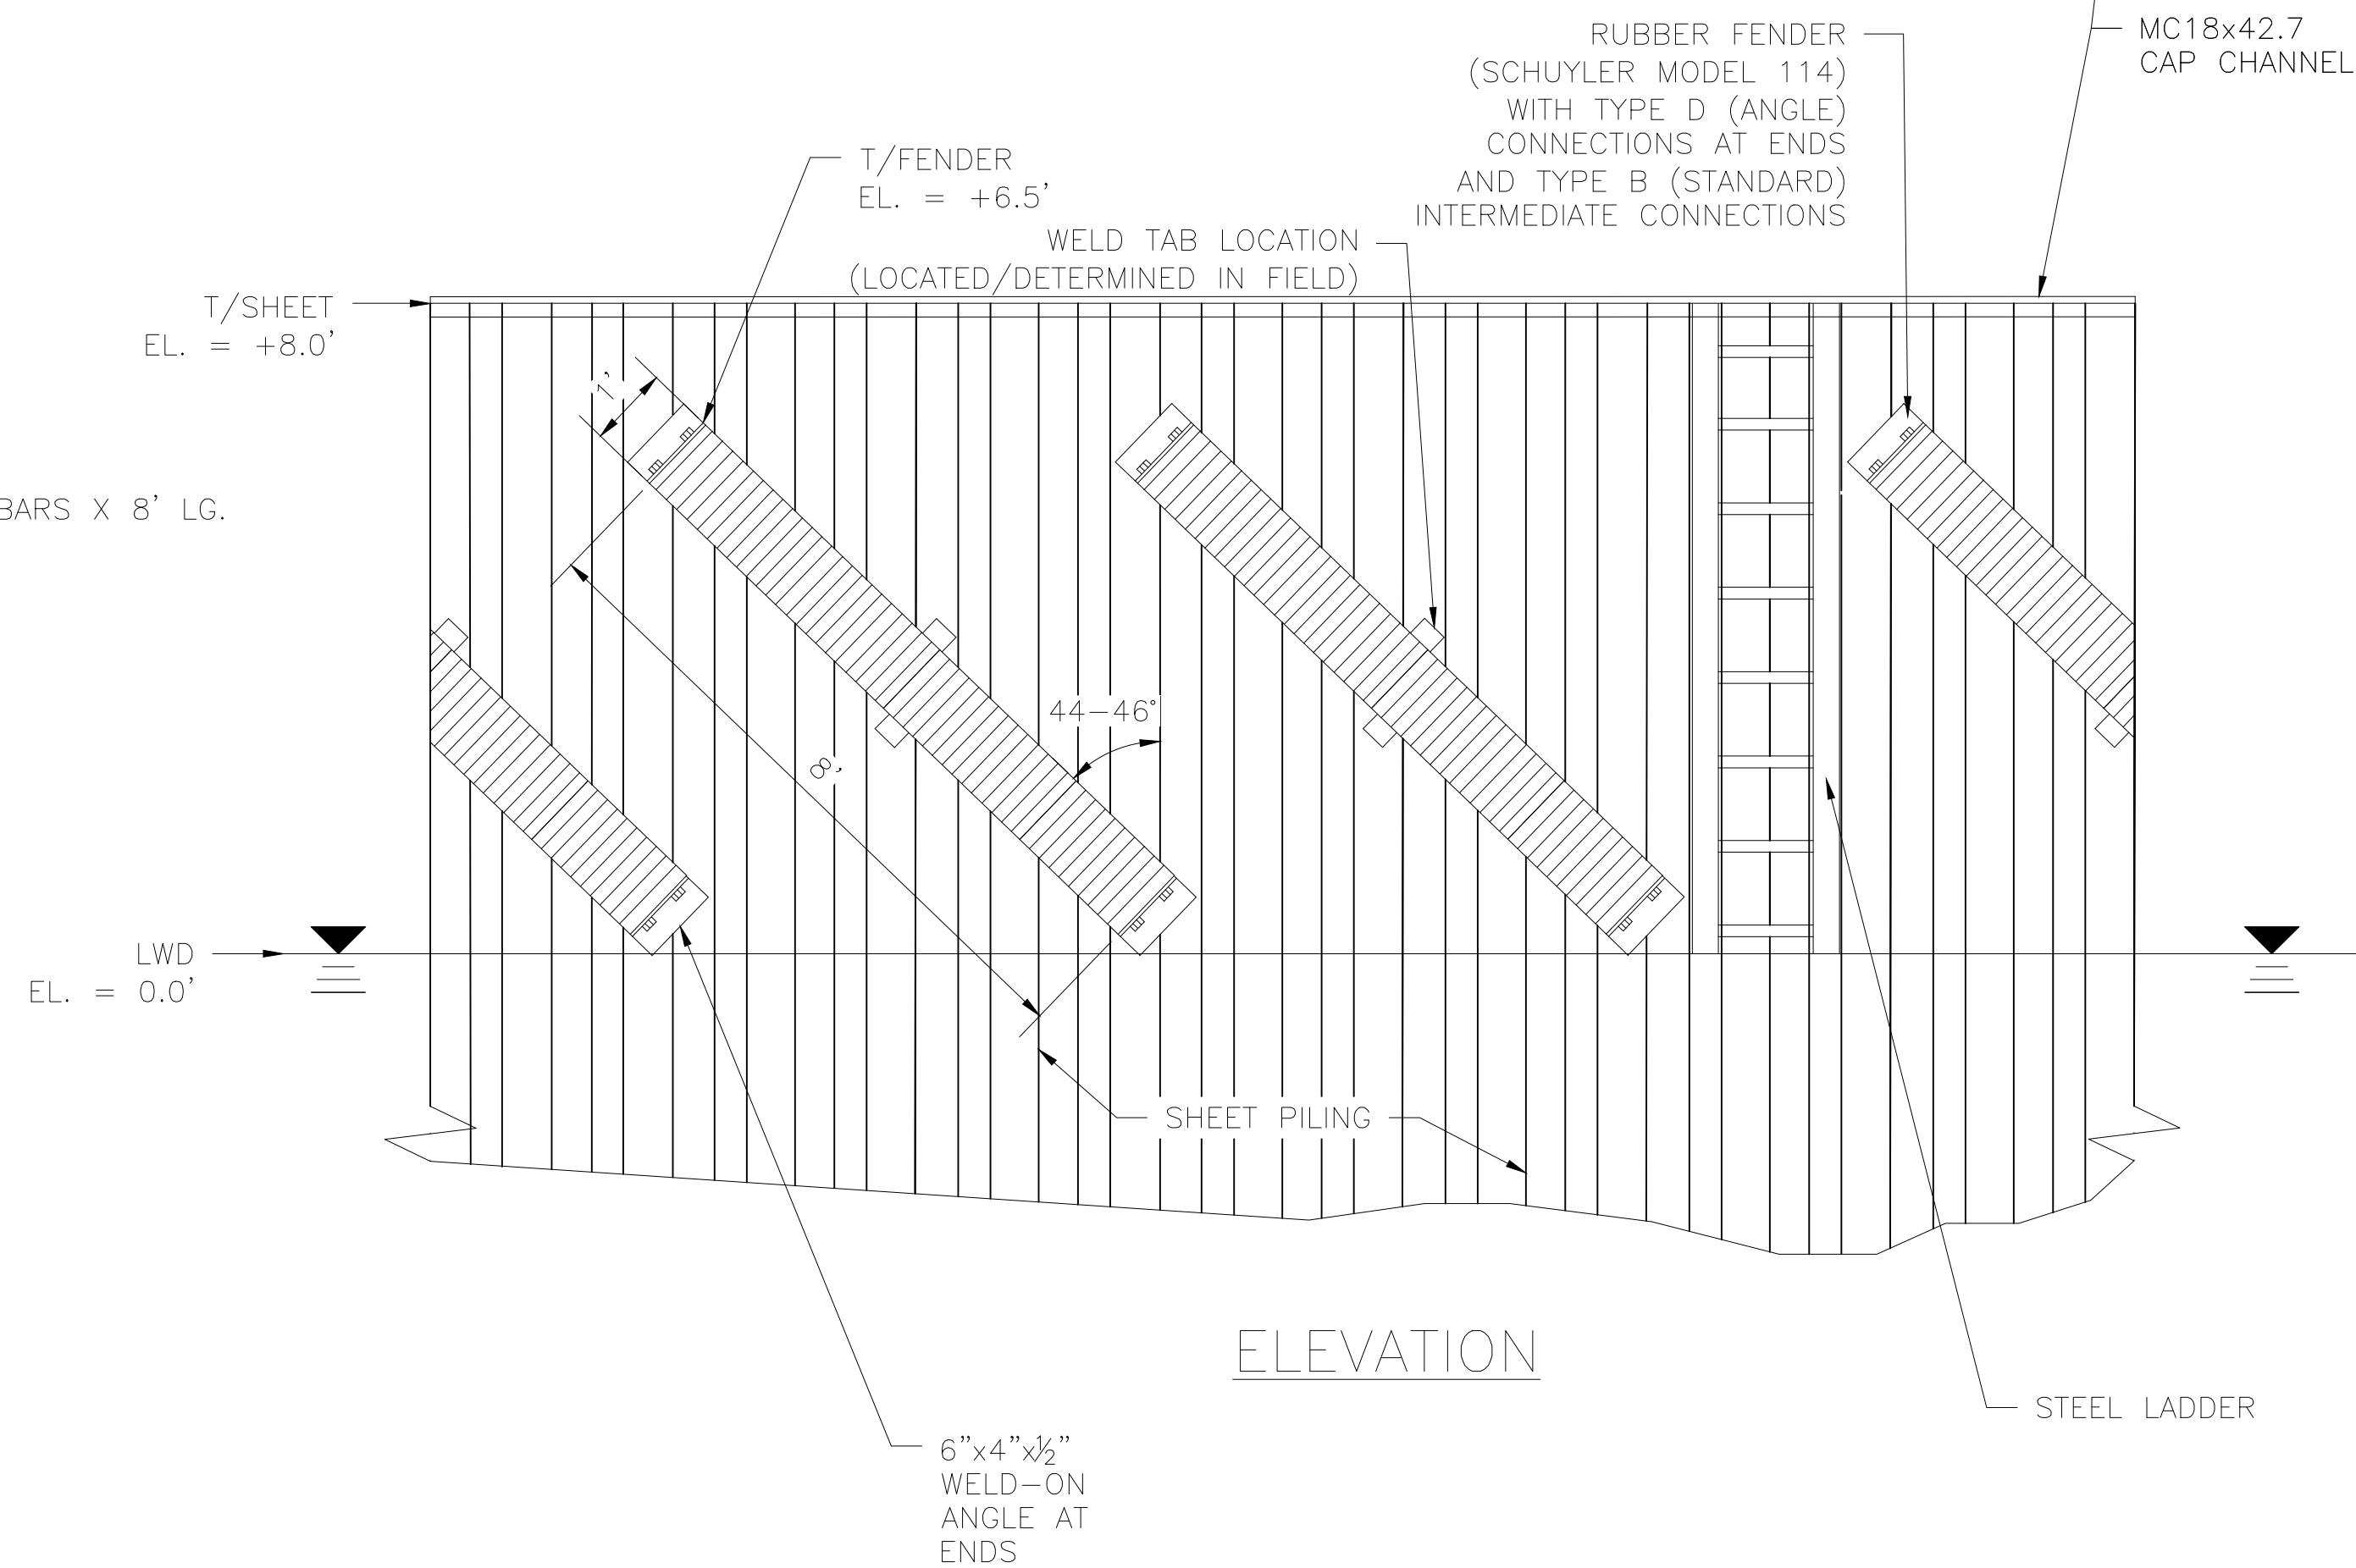 MC18x42.7
CAP CHANNEL
RUBBER FENDER
(SCHUYLER MODEL 114)
WITH TYPE D (ANGLE)
CONNECTIONS AT ENDS
AND TYPE B (STANDARD)
INTERMEDIATE CONNECTIONS
T/FENDER
EL. = +6.5'
WELD TAB LOCATION
(LOCATED/DETERMINED IN FIELD)
T/SHEET
EL. = +8.0'
1'
BARS X 8' LG.
44-46°
8'
LWD
EL. = 0.0'
SHEET PILING
ELEVATION
STEEL LADDER
6"x4"x½"
WELD-ON
ANGLE AT
ENDS